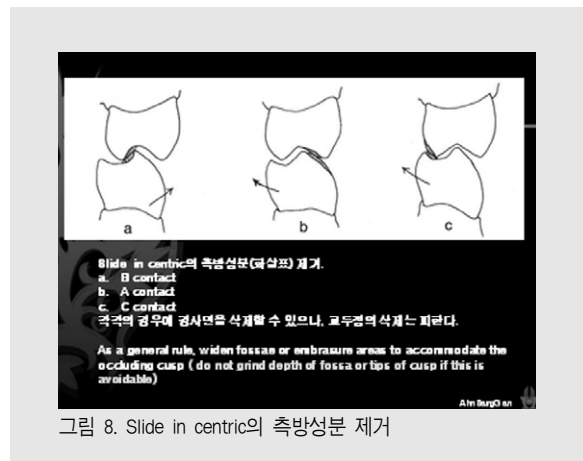 a b c
Slide in centric의 측방성분(화살표) 제거.
a. B contact
b. A contact
c. C contact
각각의 경우에 경사면을 삭제할 수 있으나, 교두정의 삭제는 피한다.
As a general rule, widen fossae or embrasure areas to accommodate the
occluding cusp ( do not grind depth of fossa or tips of cusp if this is
avoidable)
그림 8. Slide in centric의 측방성분 제거